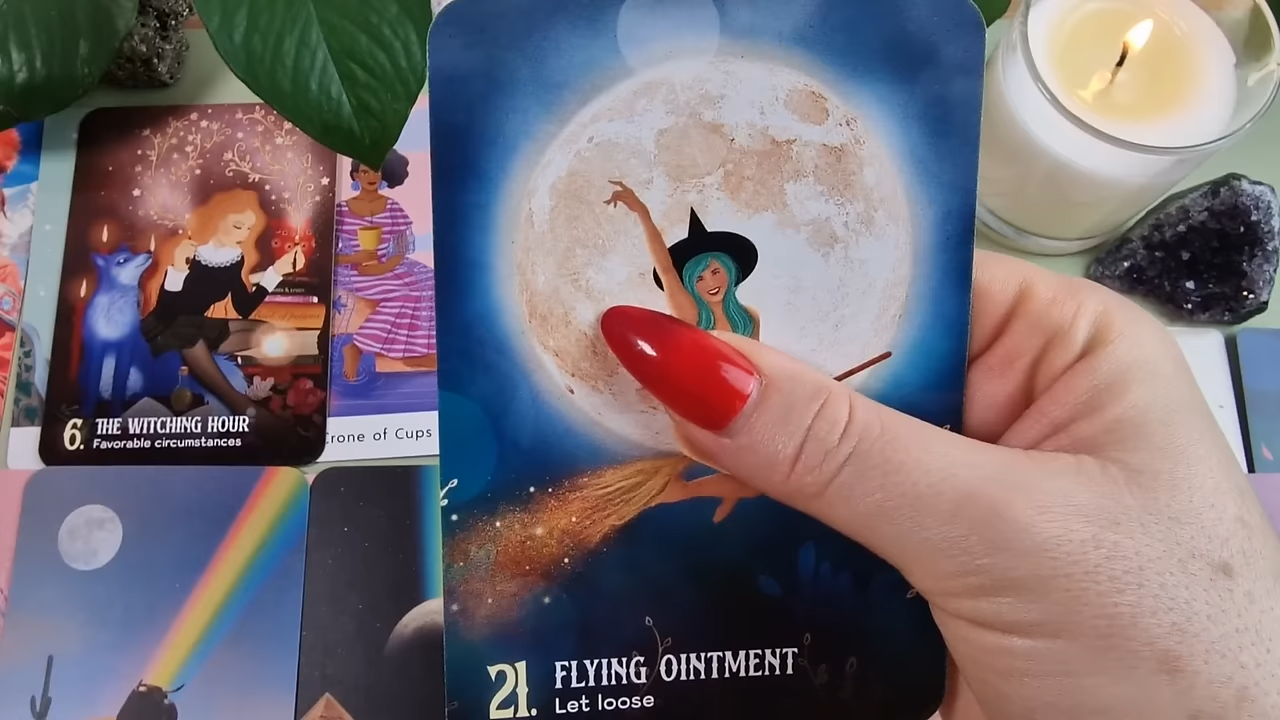 6. THE WITCHING HOUR
Favorable circumstances
Crone of Cups
21. FLYING OINTMENT
Let loose